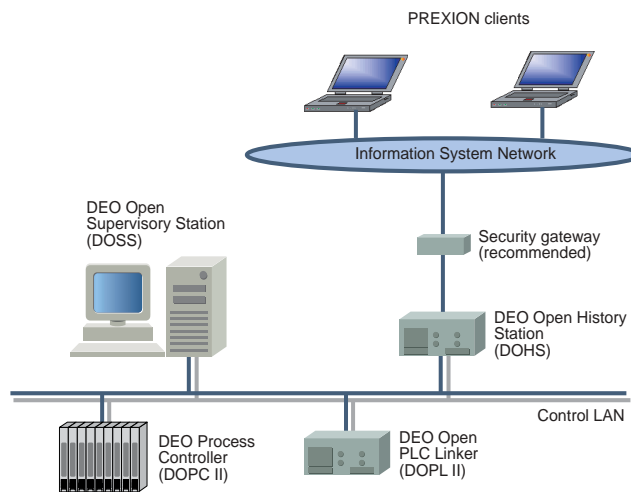 PREXION clients
Information System Network
DEO Open
Supervisory Station
(DOSS)
Security gateway
(recommended)
DEO Open History
Station
(DOHS)
Control LAN
DEO Process
Controller
(DOPC II)
DEO Open
PLC Linker
(DOPL II)